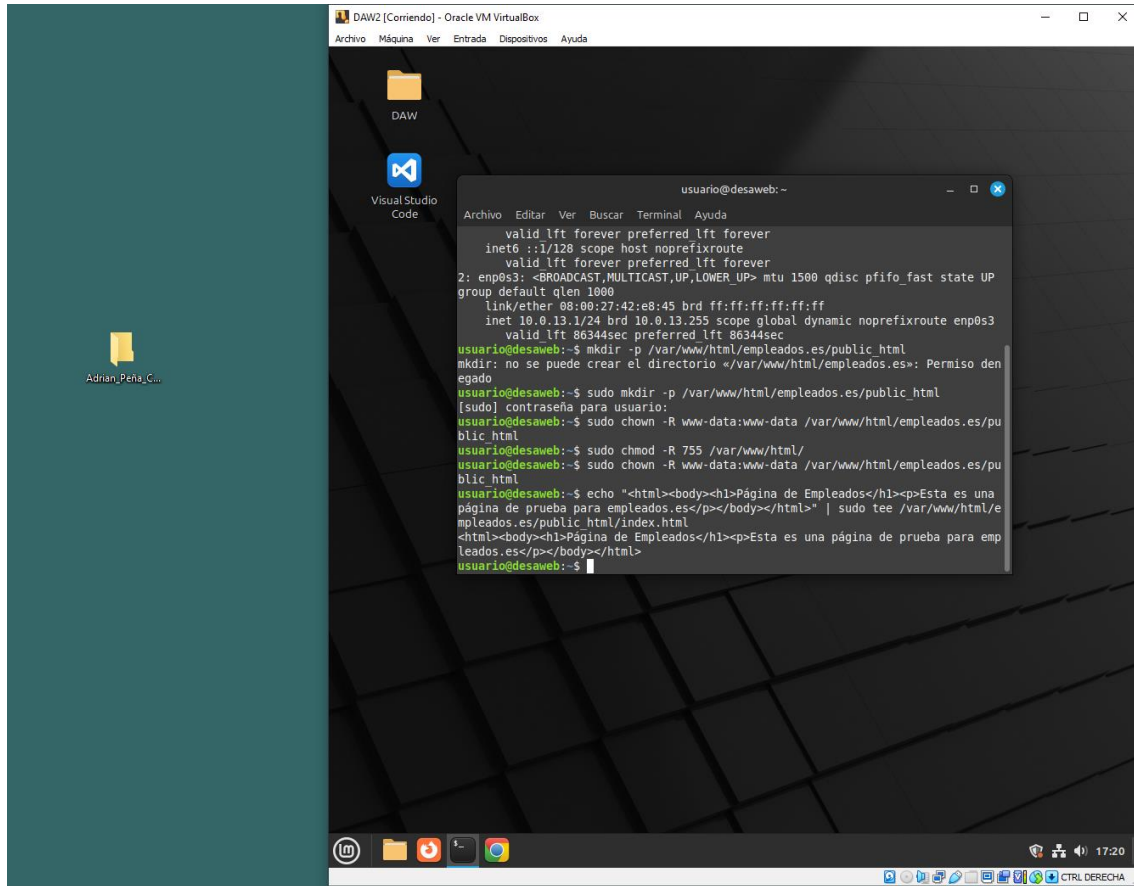 DAW2 [Corriendo] - Oracle VM VirtualBox
Archivo Máquina Ver Entrada Dispositivos Ayuda
DAW
Visual Studio
Code
Adrian_Peña_C...
usuario@desaweb: ~
Archivo Editar Ver Buscar Terminal Ayuda
valid_lft forever preferred_lft forever
inet6 ::1/128 scope host noprefixroute
valid_lft forever preferred_lft forever
2: enp0s3: <BROADCAST,MULTICAST,UP,LOWER_UP> mtu 1500 qdisc pfifo_fast state UP
group default qlen 1000
link/ether 08:00:27:42:e8:45 brd ff:ff:ff:ff:ff:ff
inet 10.0.13.1/24 brd 10.0.13.255 scope global dynamic noprefixroute enp0s3
valid_lft 86344sec preferred_lft 86344sec
usuario@desaweb:~$ mkdir -p /var/www/html/empleados.es/public_html
mkdir: no se puede crear el directorio «/var/www/html/empleados.es»: Permiso den
egado
usuario@desaweb:~$ sudo mkdir -p /var/www/html/empleados.es/public_html
[sudo] contraseña para usuario:
usuario@desaweb:~$ sudo chown -R www-data:www-data /var/www/html/empleados.es/pu
blic_html
usuario@desaweb:~$ sudo chmod -R 755 /var/www/html/
usuario@desaweb:~$ sudo chown -R www-data:www-data /var/www/html/empleados.es/pu
blic_html
usuario@desaweb:~$ echo "<html><body><h1>Página de Empleados</h1><p>Esta es una
página de prueba para empleados.es</p></body></html>" | sudo tee /var/www/html/e
mpleados.es/public_html/index.html
<html><body><h1>Página de Empleados</h1><p>Esta es una página de prueba para emp
leados.es</p></body></html>
usuario@desaweb:~$
17:20
CTRL DERECHA